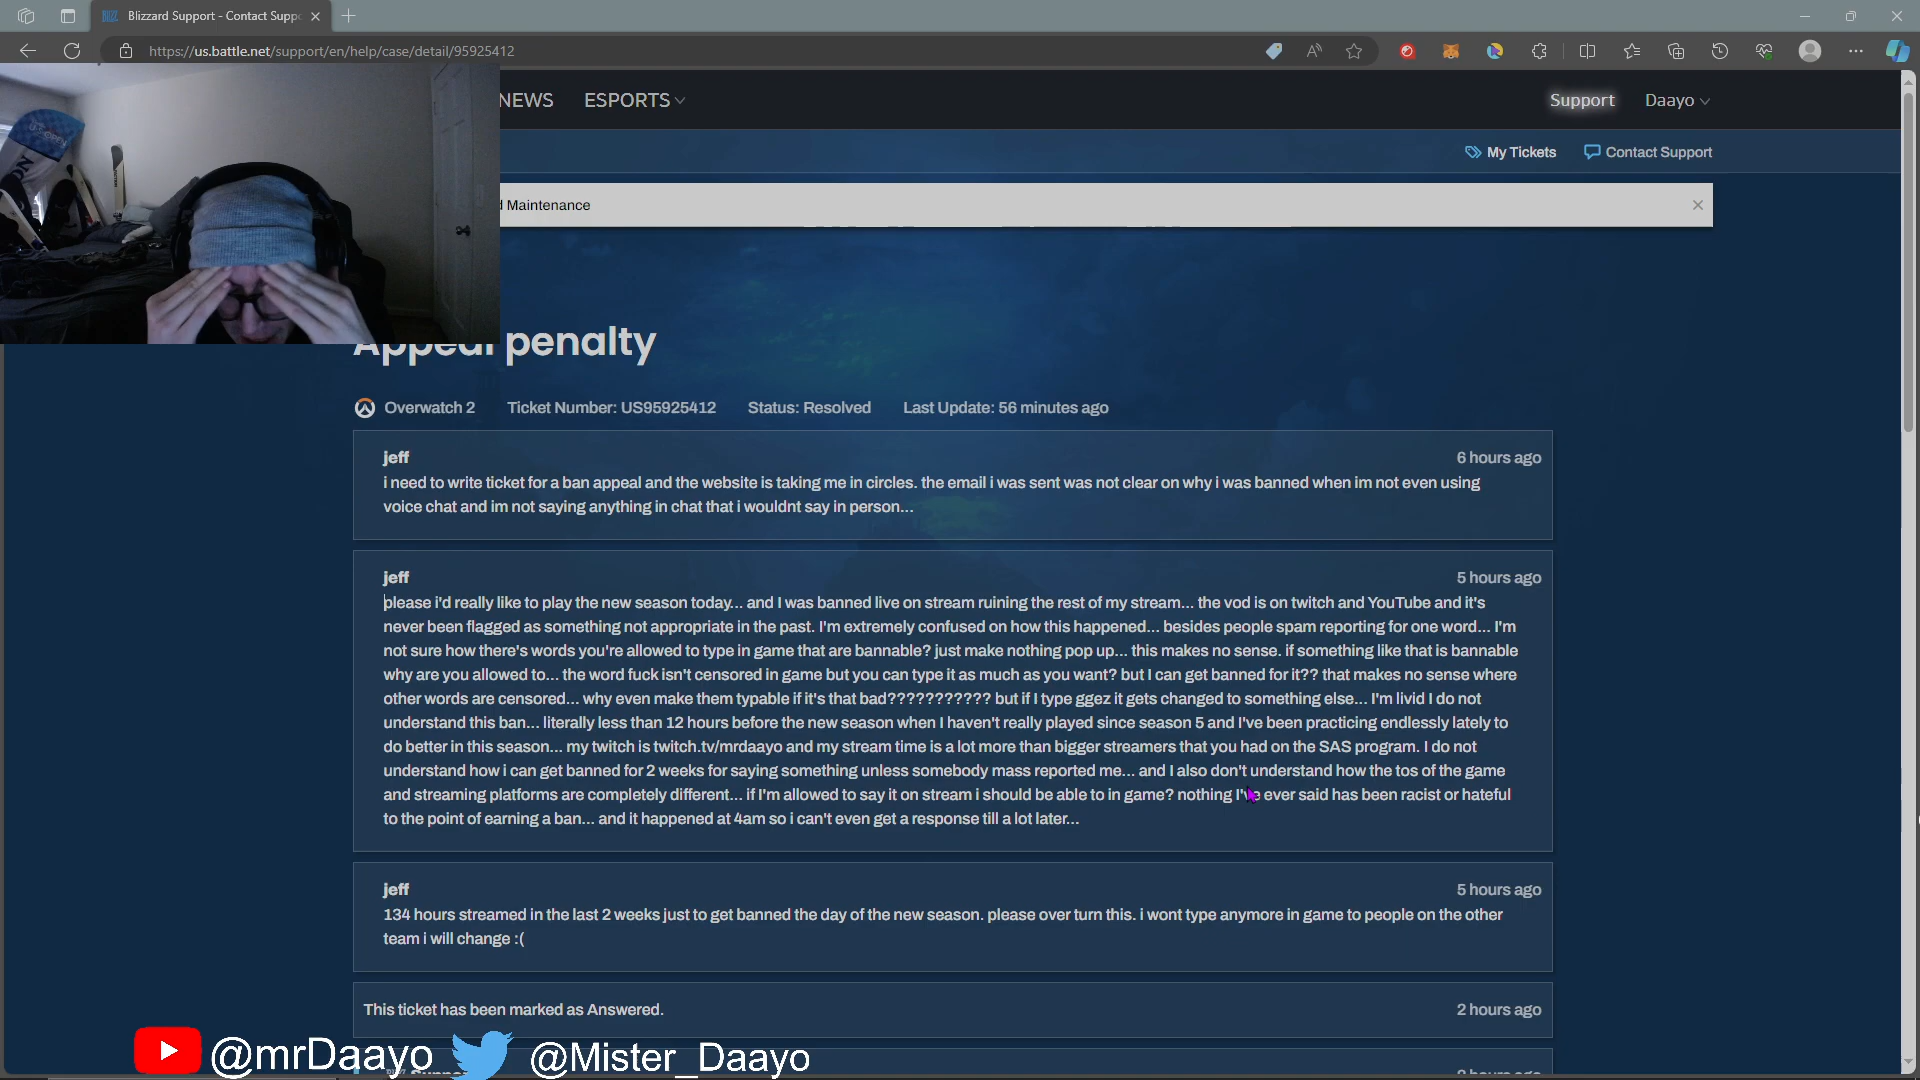 Blizzard Support - Contact Suppo
https://us.battle.net/support/en/help/case/detail/95925412
NEWS ESPORTS Support Daayo
My Tickets Contact Support
Maintenance
Appeal penalty
Overwatch 2 Ticket Number: US95925412 Status: Resolved Last Update: 56 minutes ago
jeff 6 hours ago
i need to write ticket for a ban appeal and the website is taking me in circles. the email i was sent was not clear on why i was banned when im not even using
voice chat and im not saying anything in chat that i wouldnt say in person...
jeff 5 hours ago
please i'd really like to play the new season today... and I was banned live on stream ruining the rest of my stream... the vod is on twitch and YouTube and it's
never been flagged as something not appropriate in the past. I'm extremely confused on how this happened... besides people spam reporting for one word... I'm
not sure how there's words you're allowed to type in game that are bannable? just make nothing pop up... this makes no sense. if something like that is bannable
why are you allowed to... the word fuck isn't censored in game but you can type it as much as you want? but I can get banned for it?? that makes no sense where
other words are censored... why even make them typable if it's that bad??????????? but if I type ggez it gets changed to something else... I'm livid I do not
understand this ban... literally less than 12 hours before the new season when I haven't really played since season 5 and I've been practicing endlessly lately to
do better in this season... my twitch is twitch.tv/mrdaayo and my stream time is a lot more than bigger streamers that you had on the SAS program. I do not
understand how i can get banned for 2 weeks for saying something unless somebody mass reported me... and I also don't understand how the tos of the game
and streaming platforms are completely different... if I'm allowed to say it on stream i should be able to in game? nothing I've ever said has been racist or hateful
to the point of earning a ban... and it happened at 4am so i can't even get a response till a lot later...
jeff 5 hours ago
134 hours streamed in the last 2 weeks just to get banned the day of the new season. please over turn this. i wont type anymore in game to people on the other
team i will change :(
This ticket has been marked as Answered. 2 hours ago
@mrDaayo @Mister_Daayo